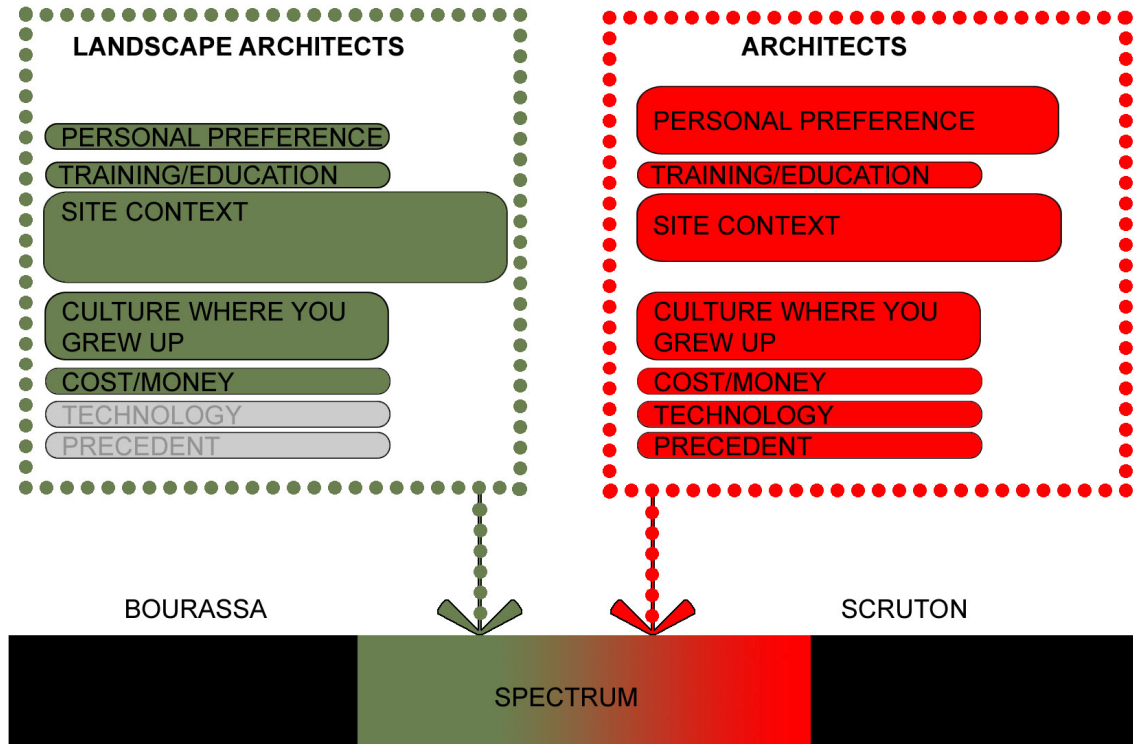 LANDSCAPE ARCHITECTS
PERSONAL PREFERENCE
TRAINING/EDUCATION
SITE CONTEXT
CULTURE WHERE YOU
GREW UP
COST/MONEY
TECHNOLOGY
PRECEDENT
ARCHITECTS
PERSONAL PREFERENCE
TRAINING/EDUCATION
SITE CONTEXT
CULTURE WHERE YOU
GREW UP
COST/MONEY
TECHNOLOGY
PRECEDENT
BOURASSA
SCRUTON
SPECTRUM